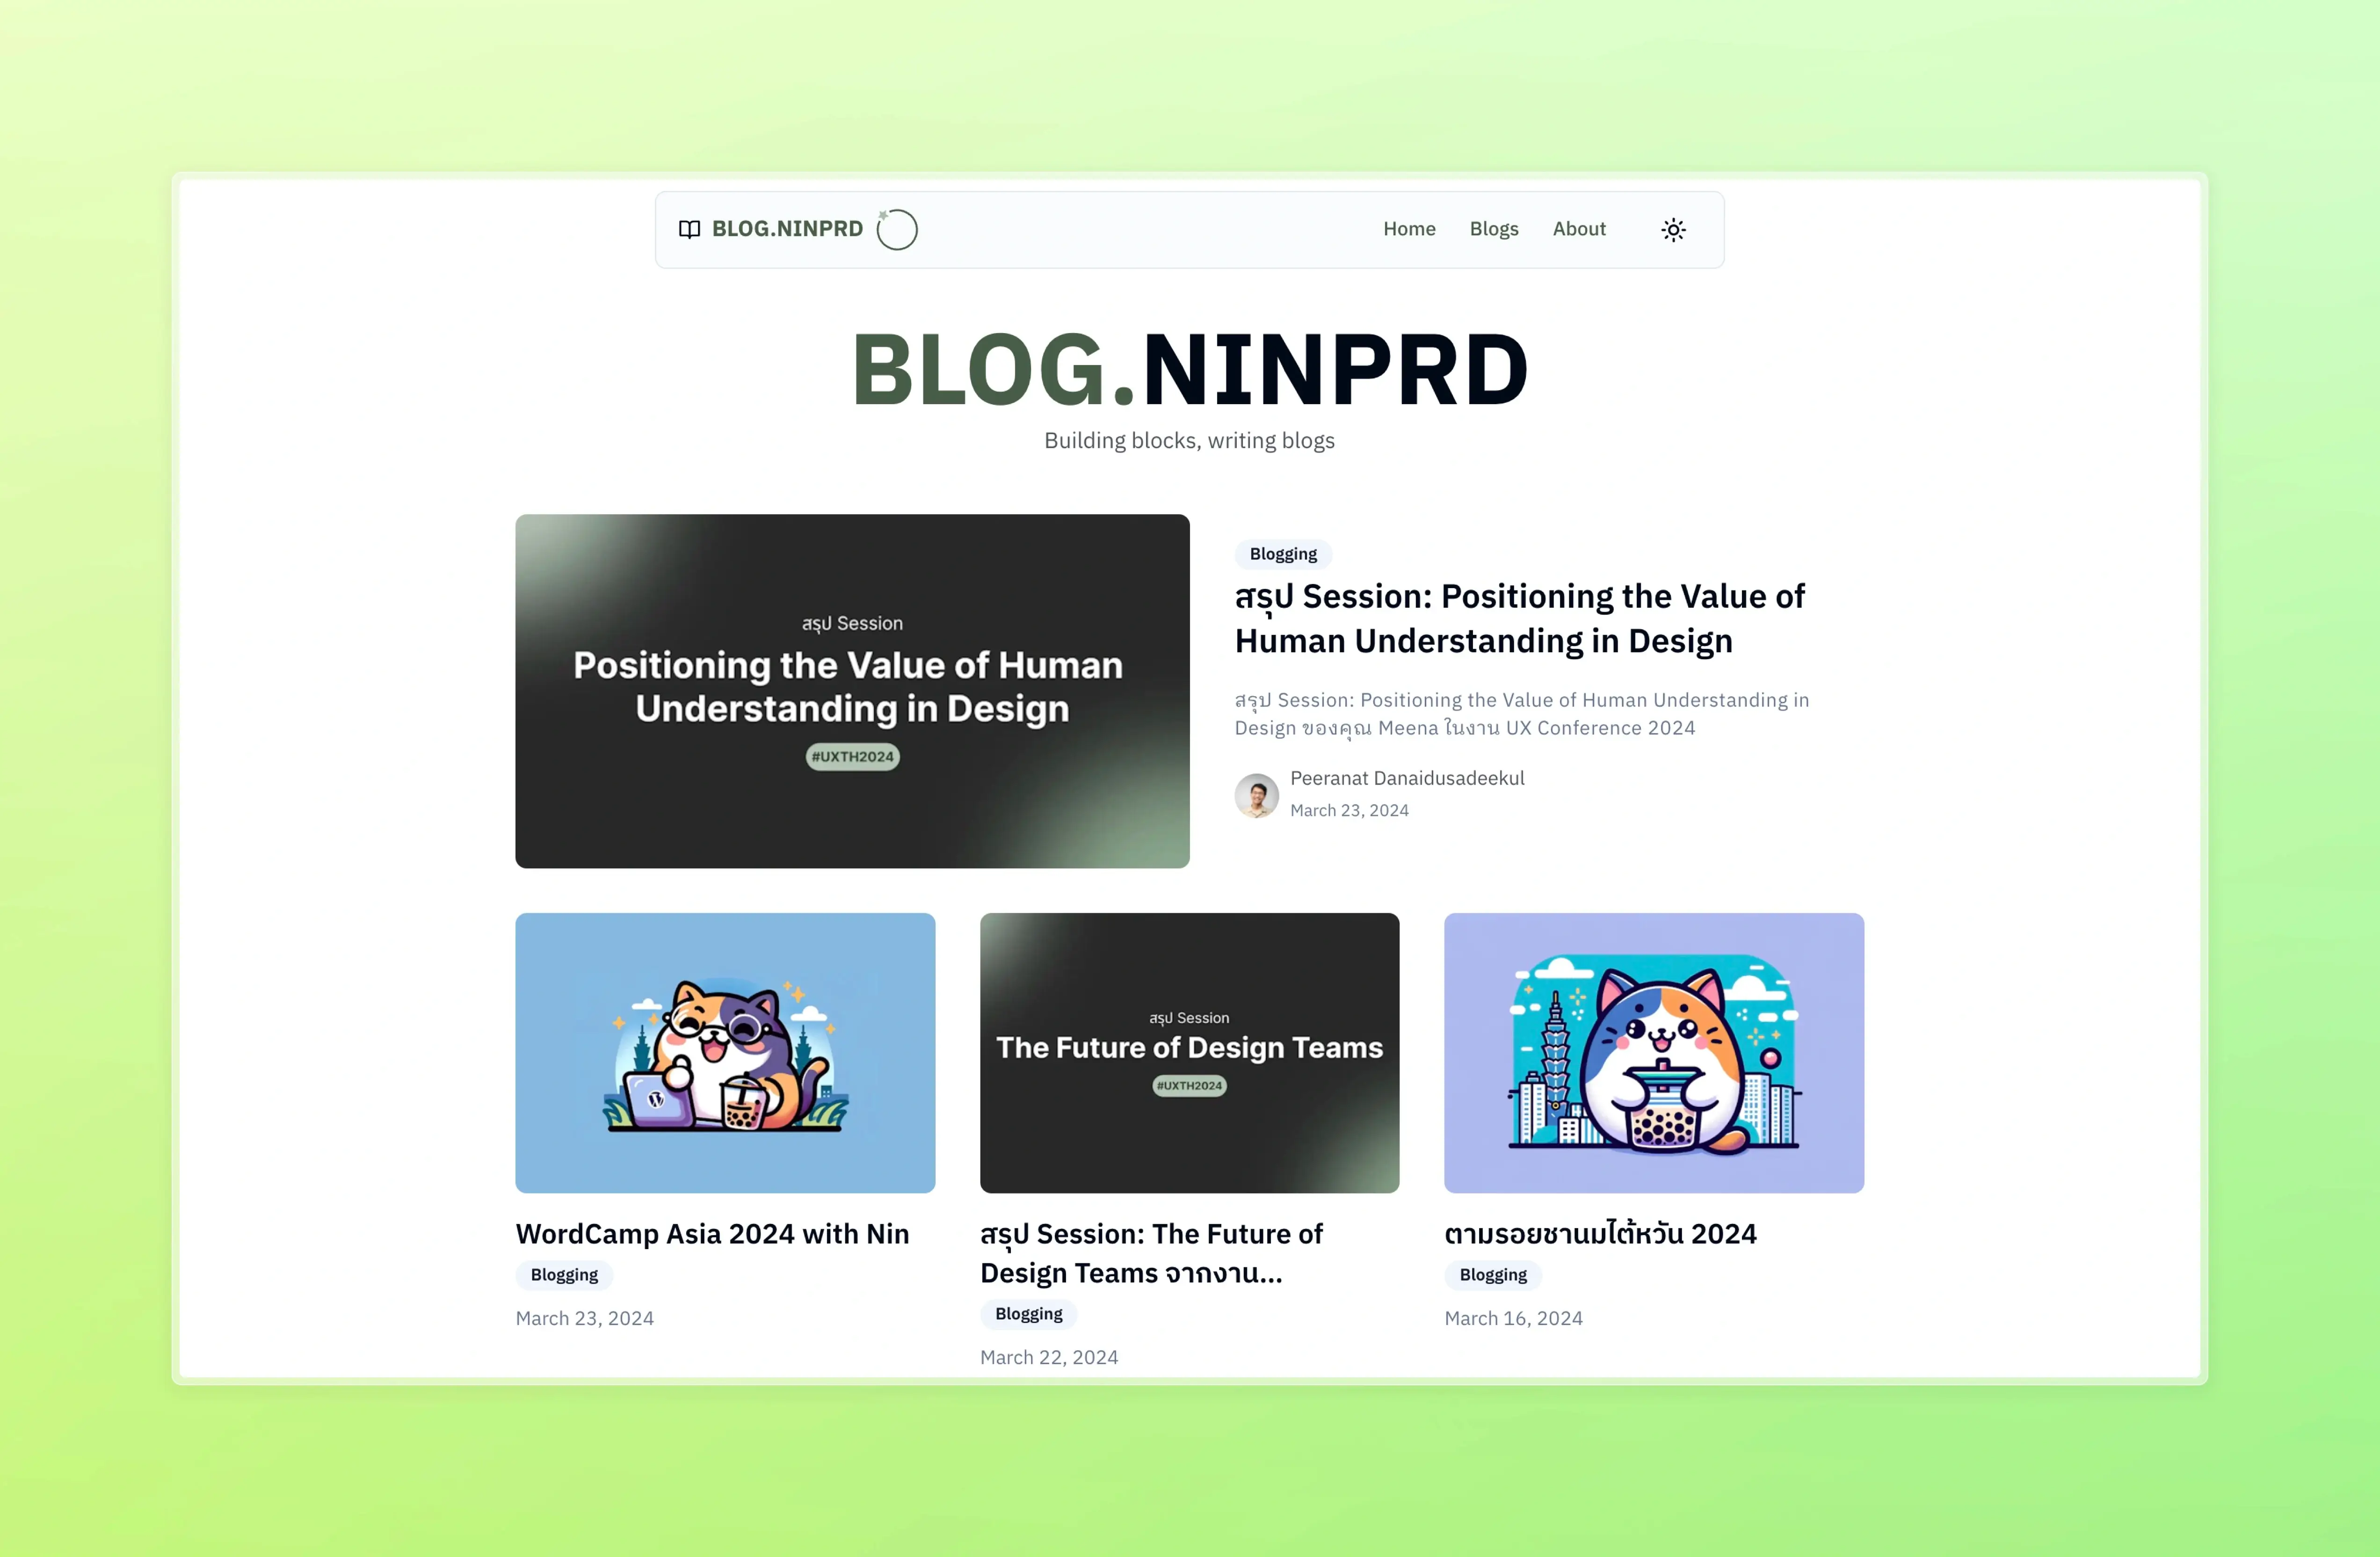 BLOG.NINPRD
Home Blogs About
BLOG.NINPRD
Building blocks, writing blogs
สรุป Session
Positioning the Value of Human
Understanding in Design
#UXTH2024
Blogging
สรุป Session: Positioning the Value of
Human Understanding in Design
สรุป Session: Positioning the Value of Human Understanding in
Design ของคุณ Meena ในงาน UX Conference 2024
Peeranat Danaidusadeekul
March 23, 2024
WordCamp Asia 2024 with Nin
Blogging
March 23, 2024
สรุป Session
The Future of Design Teams
#UXTH2024
สรุป Session: The Future of
Design Teams จากงาน...
Blogging
March 22, 2024
ตามรอยชานมไต้หวัน 2024
Blogging
March 16, 2024